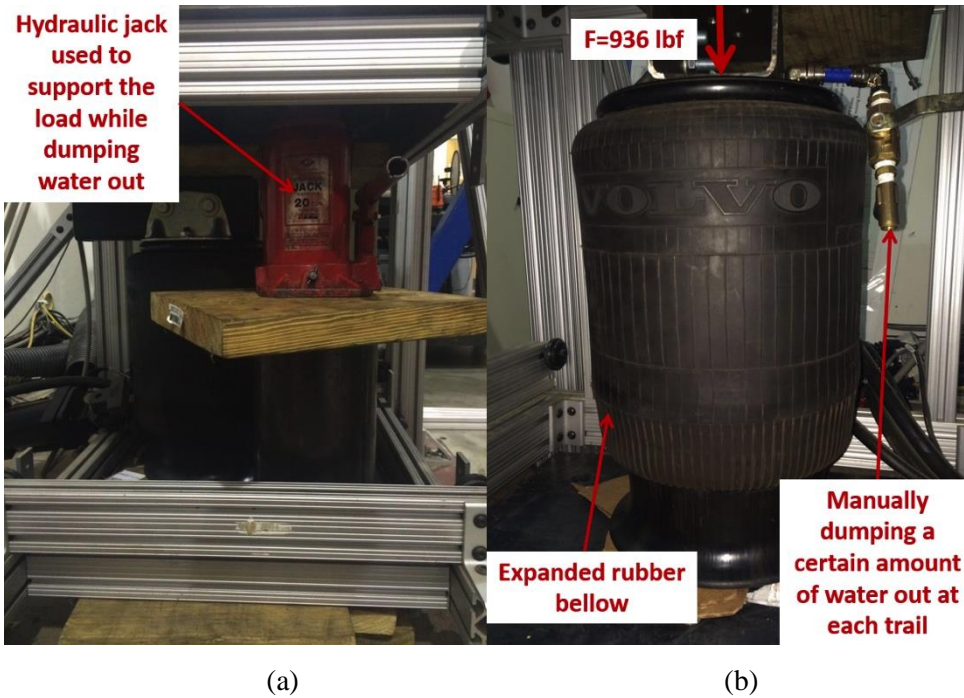 Hydraulic jack
used to
support the
load while
dumping
water out
JACK
20
F=936 lbf
VOLVO
Expanded rubber
bellow
Manually
dumping a
certain amount
of water out at
each trail
(a)
(b)